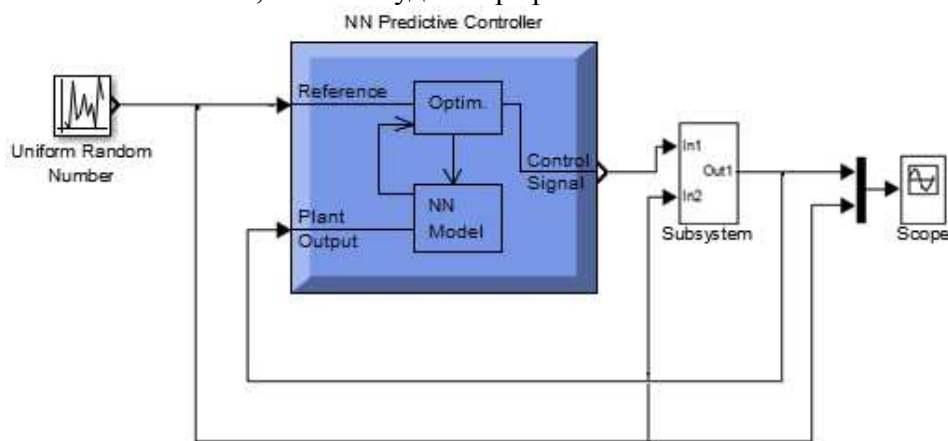 NN Predictive Controller
Reference
Optim.
Uniform Random
Number
Control
Signal
In1
Out1
In2
Subsystem
Scope
Plant
Output
NN
Model